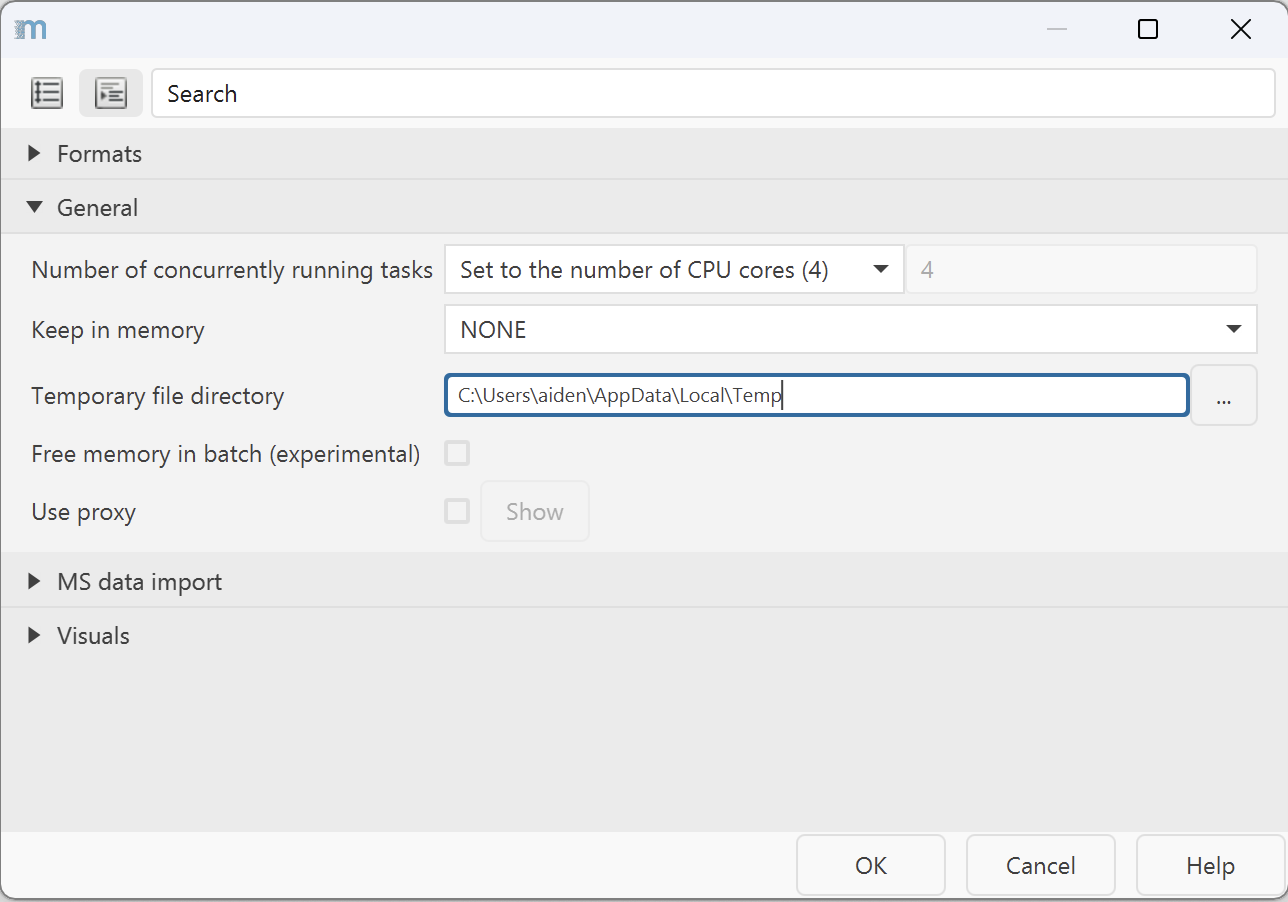 m
Search
Formats
General
Number of concurrently running tasks Set to the number of CPU cores (4) 4
Keep in memory NONE
Temporary file directory C:\Users\aiden\AppData\Local\Temp ...
Free memory in batch (experimental)
Use proxy Show
MS data import
Visuals
OK Cancel Help